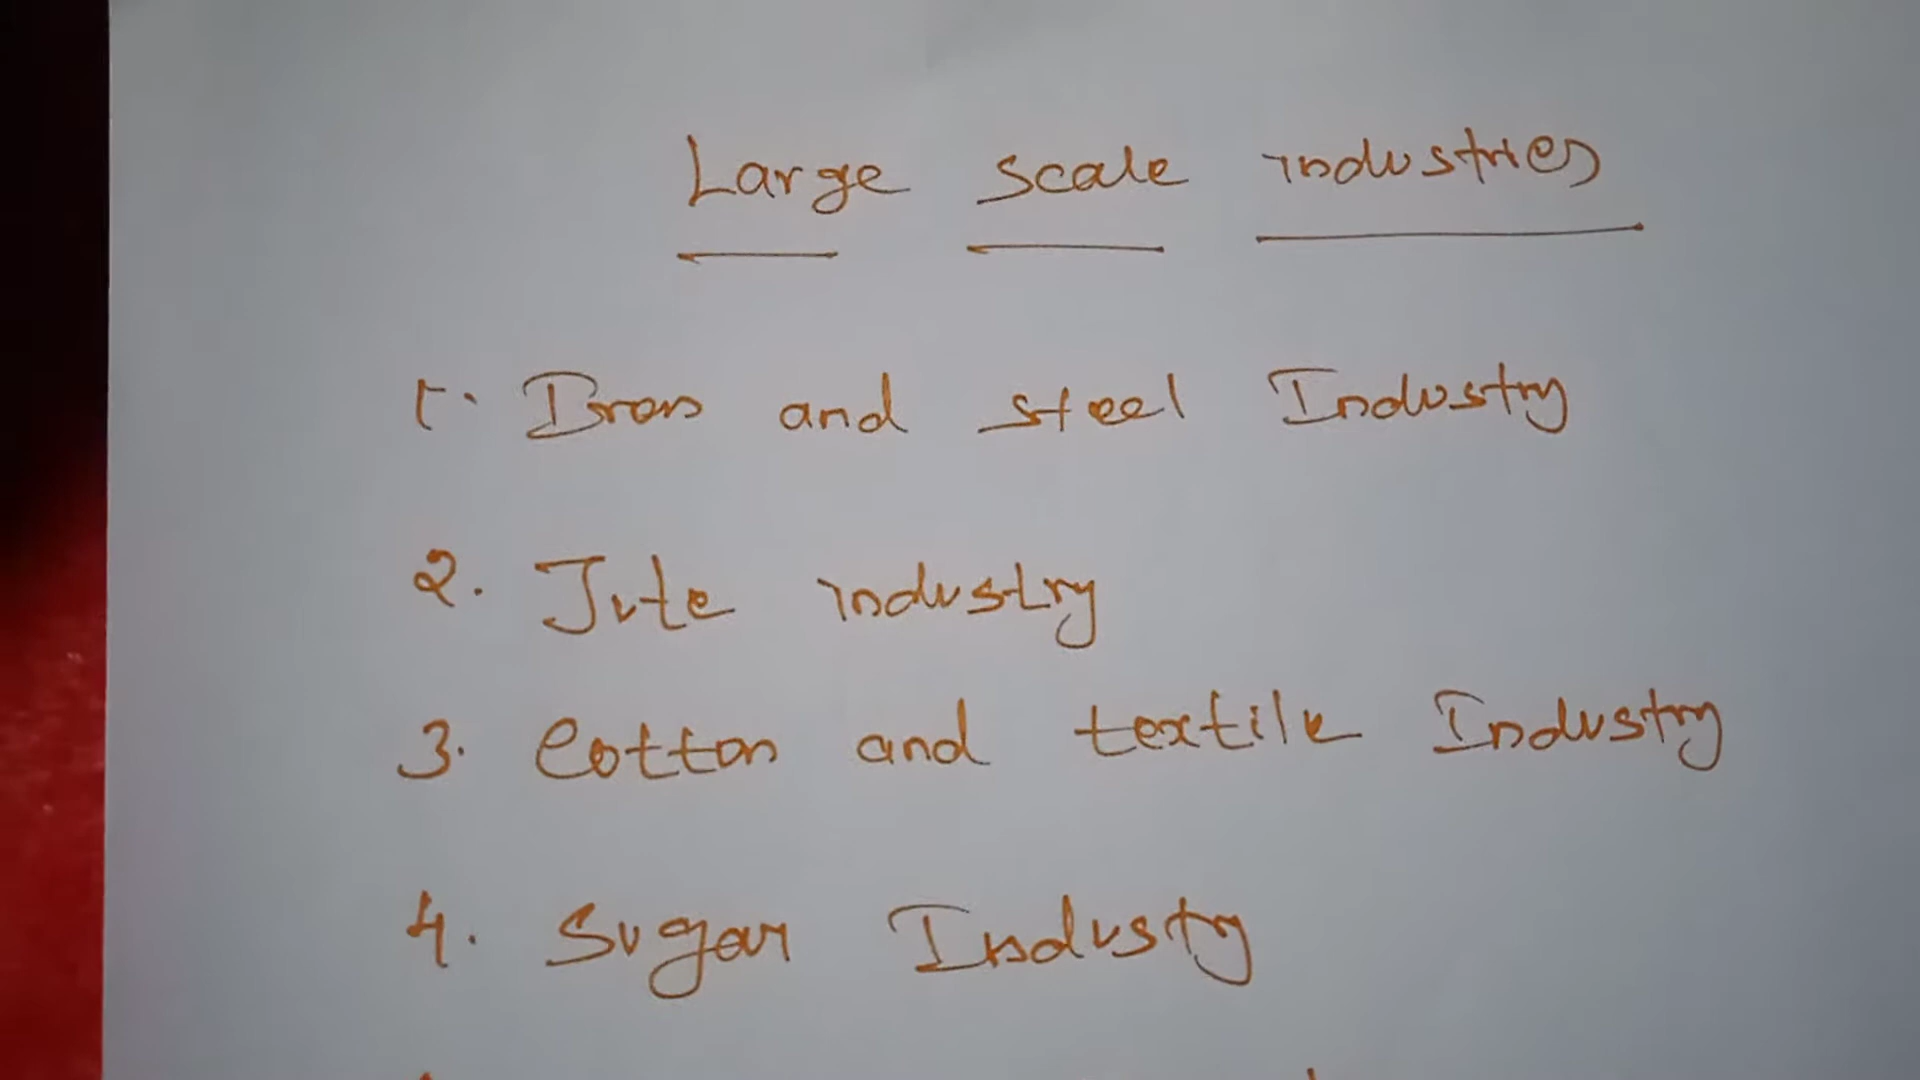 Large scale industries
1. Iron and steel Industry
2. Jute industry
3. Cotton and textile Industry
4. Sugar Industry